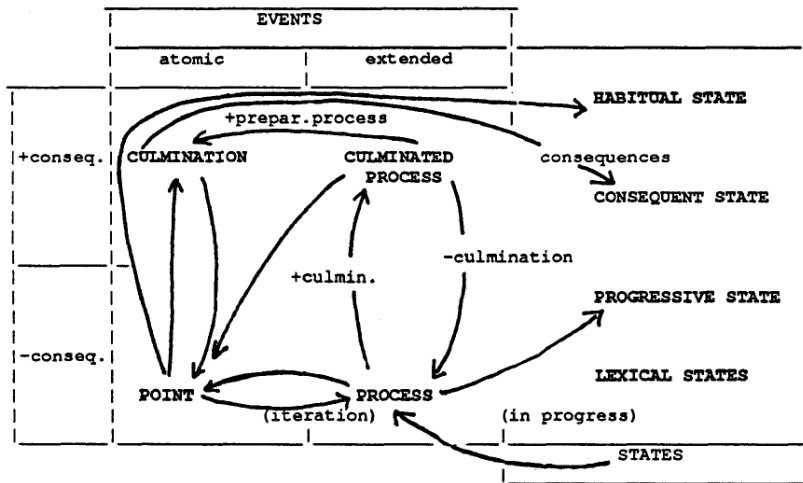 EVENTS
atomic
extended
HABITUAL STATE
+prepar.process
+conseq.
CULMINATION
CULMINATED
PROCESS
consequences
CONSEQUENT STATE
+culmin.
-culmination
PROGRESSIVE STATE
-conseq.
LEXICAL STATES
POINT
PROCESS
(iteration)
(in progress)
STATES